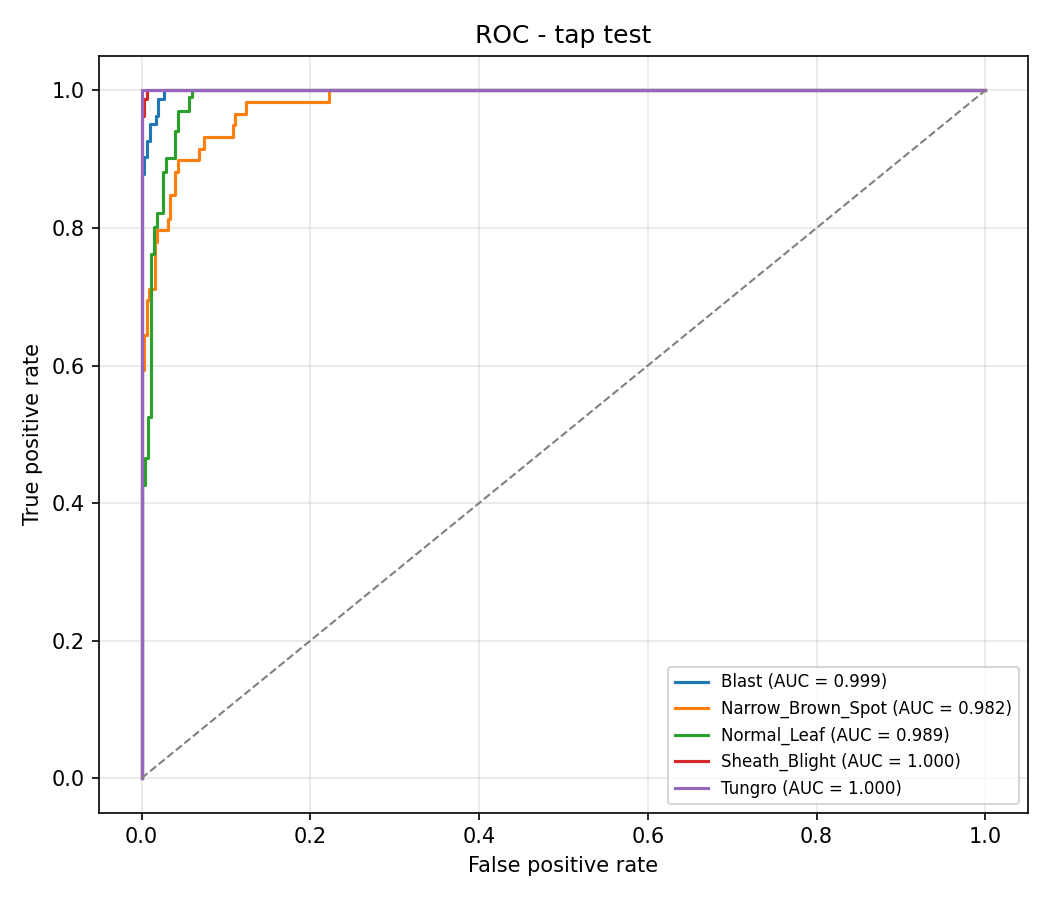 ROC - tap test
1.0
0.8
0.6
0.4
0.2
0.0
True positive rate
Blast (AUC = 0.999)
Narrow_Brown_Spot (AUC = 0.982)
Normal_Leaf (AUC = 0.989)
Sheath_Blight (AUC = 1.000)
Tungro (AUC = 1.000)
0.0 0.2 0.4 0.6 0.8 1.0
False positive rate